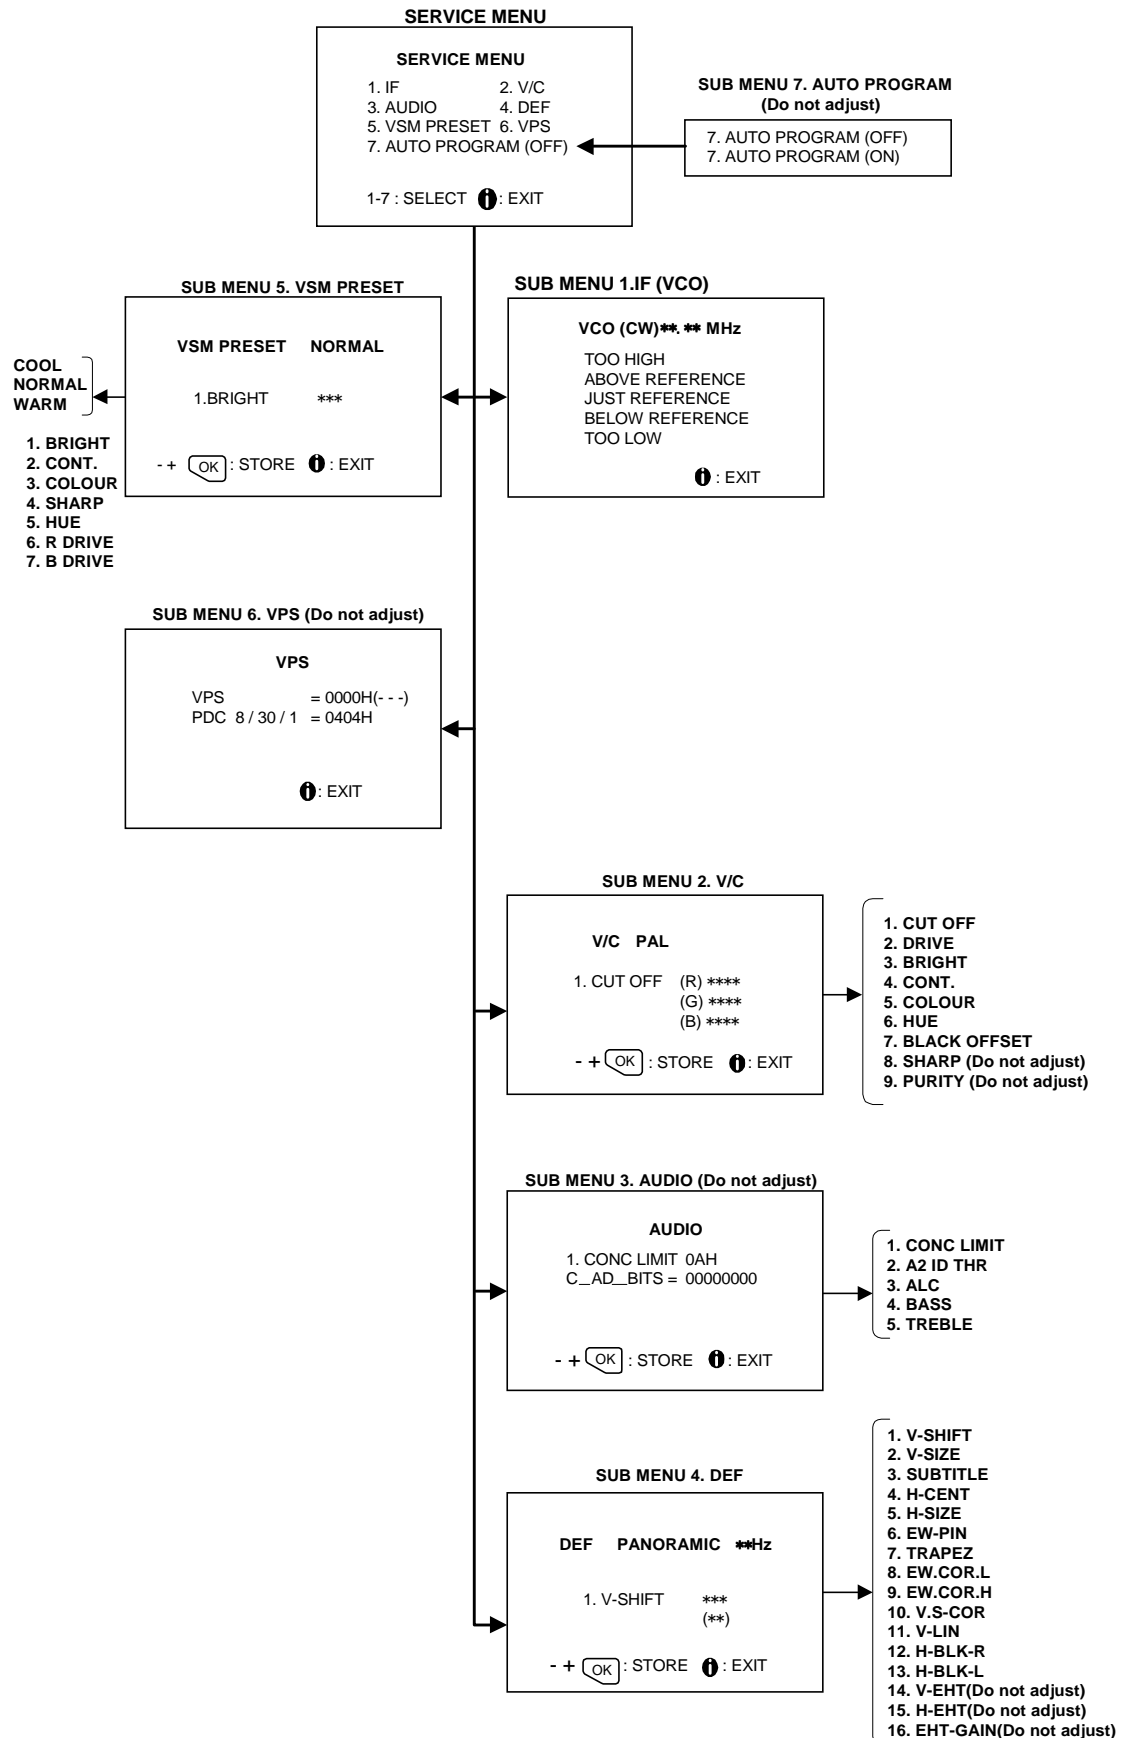 SERVICE MENU
SERVICE MENU
1. IF 2. V/C
3. AUDIO 4. DEF
5. VSM PRESET 6. VPS
7. AUTO PROGRAM (OFF)
1-7 : SELECT : EXIT
SUB MENU 7. AUTO PROGRAM
(Do not adjust)
7. AUTO PROGRAM (OFF)
7. AUTO PROGRAM (ON)
SUB MENU 5. VSM PRESET
VSM PRESET NORMAL
1.BRIGHT ***
- + OK : STORE : EXIT
COOL
NORMAL
WARM
1. BRIGHT
2. CONT.
3. COLOUR
4. SHARP
5. HUE
6. R DRIVE
7. B DRIVE
SUB MENU 1.IF (VCO)
VCO (CW)**. ** MHz
TOO HIGH
ABOVE REFERENCE
JUST REFERENCE
BELOW REFERENCE
TOO LOW
: EXIT
SUB MENU 6. VPS (Do not adjust)
VPS
VPS = 0000H(- - -)
PDC 8 / 30 / 1 = 0404H
: EXIT
SUB MENU 2. V/C
V/C PAL
1. CUT OFF (R) ****
(G) ****
(B) ****
- + OK : STORE : EXIT
1. CUT OFF
2. DRIVE
3. BRIGHT
4. CONT.
5. COLOUR
6. HUE
7. BLACK OFFSET
8. SHARP (Do not adjust)
9. PURITY (Do not adjust)
SUB MENU 3. AUDIO (Do not adjust)
AUDIO
1. CONC LIMIT 0AH
C_AD_BITS = 00000000
- + OK : STORE : EXIT
1. CONC LIMIT
2. A2 ID THR
3. ALC
4. BASS
5. TREBLE
SUB MENU 4. DEF
DEF PANORAMIC **Hz
1. V-SHIFT ***
(**)
- + OK : STORE : EXIT
1. V-SHIFT
2. V-SIZE
3. SUBTITLE
4. H-CENT
5. H-SIZE
6. EW-PIN
7. TRAPEZ
8. EW.COR.L
9. EW.COR.H
10. V.S-COR
11. V-LIN
12. H-BLK-R
13. H-BLK-L
14. V-EHT(Do not adjust)
15. H-EHT(Do not adjust)
16. EHT-GAIN(Do not adjust)